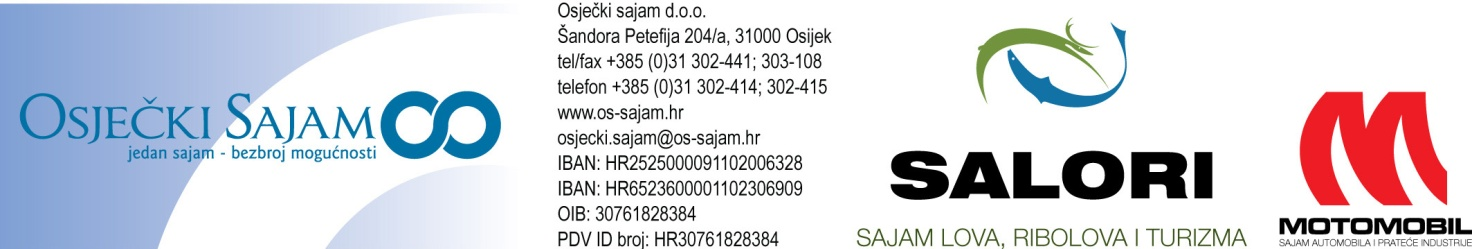 OSJEČKI SAJAM
jedan sajam - bezbroj mogućnosti
Osječki sajam d.o.o.
Šandora Petefija 204/a, 31000 Osijek
tel/fax +385 (0)31 302-441; 303-108
telefon +385 (0)31 302-414; 302-415
www.os-sajam.hr
osjecki.sajam@os-sajam.hr
IBAN: HR2525000091102006328
IBAN: HR6523600001102306909
OIB: 30761828384
PDV ID broj: HR30761828384
SALORI
SAJAM LOVA, RIBOLOVA I TURIZMA
MOTOMOBIL
SAJAM AUTOMOBILA I PRATEĆE INDUSTRIJE